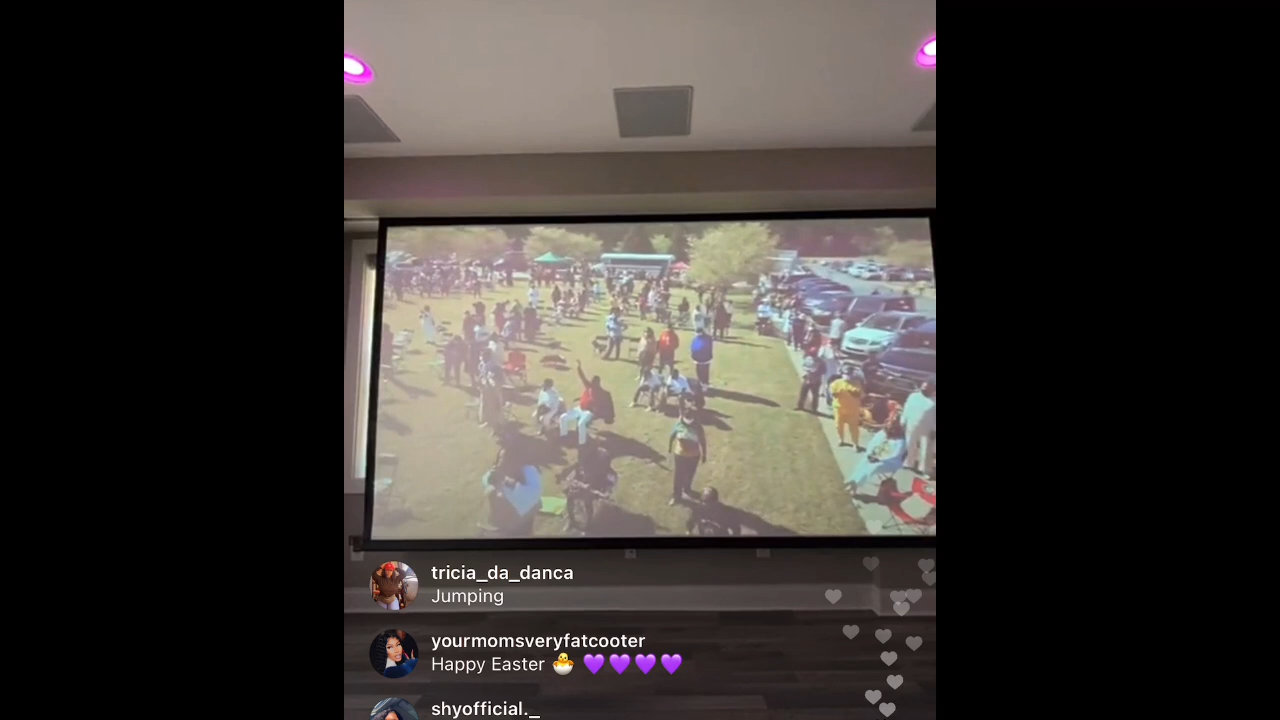 tricia_da_danca
Jumping
yourmomsveryfatcooter
Happy Easter 🐣 💜💜💜💜
shyofficial._